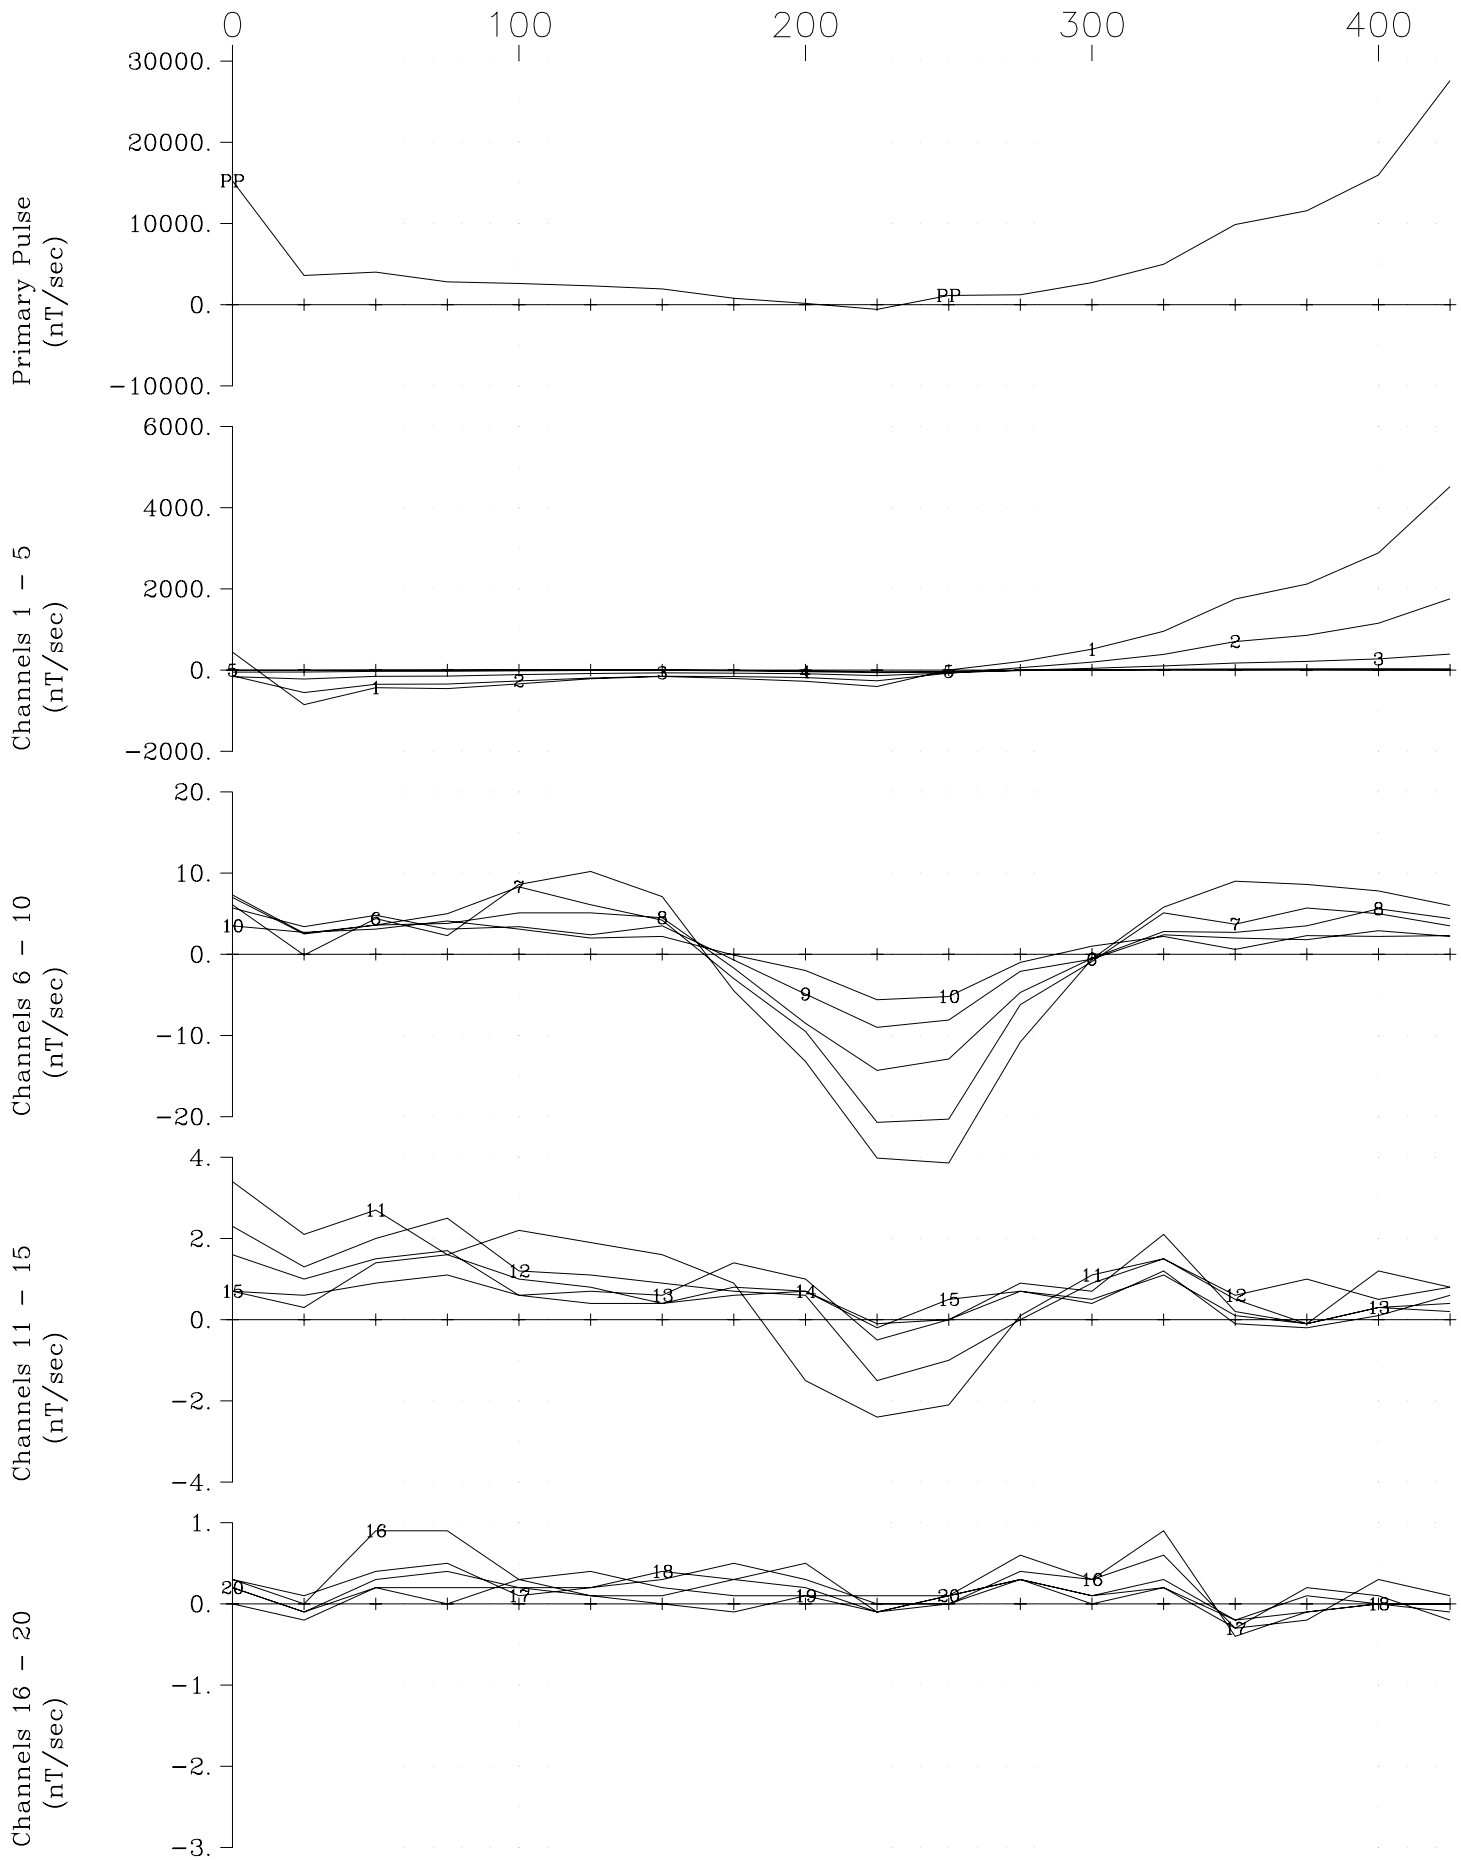 0 100 200 300 400
30000.
20000.
10000.
0.
-10000.
Primary Pulse
(nT/sec)
PP PP
6000.
4000.
2000.
0.
-2000.
Channels 1 - 5
(nT/sec)
5 1 2 3 4 5 1 2 3
20.
10.
0.
-10.
-20.
Channels 6 - 10
(nT/sec)
10 6 7 8 9 10 7 8
4.
2.
0.
-2.
-4.
Channels 11 - 15
(nT/sec)
15 11 12 13 14 15 11 12 13
1.
0.
-1.
-2.
-3.
Channels 16 - 20
(nT/sec)
20 16 17 18 19 20 16 17 18